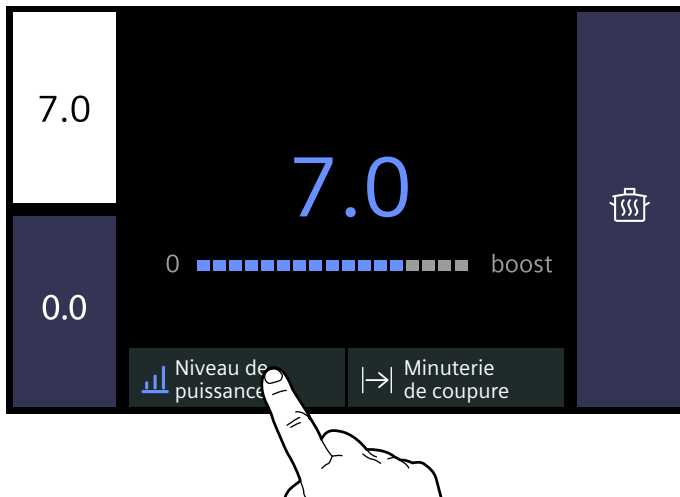 7.0
7.0
0 boost
0.0
Niveau de
puissance
Minuterie
de coupure